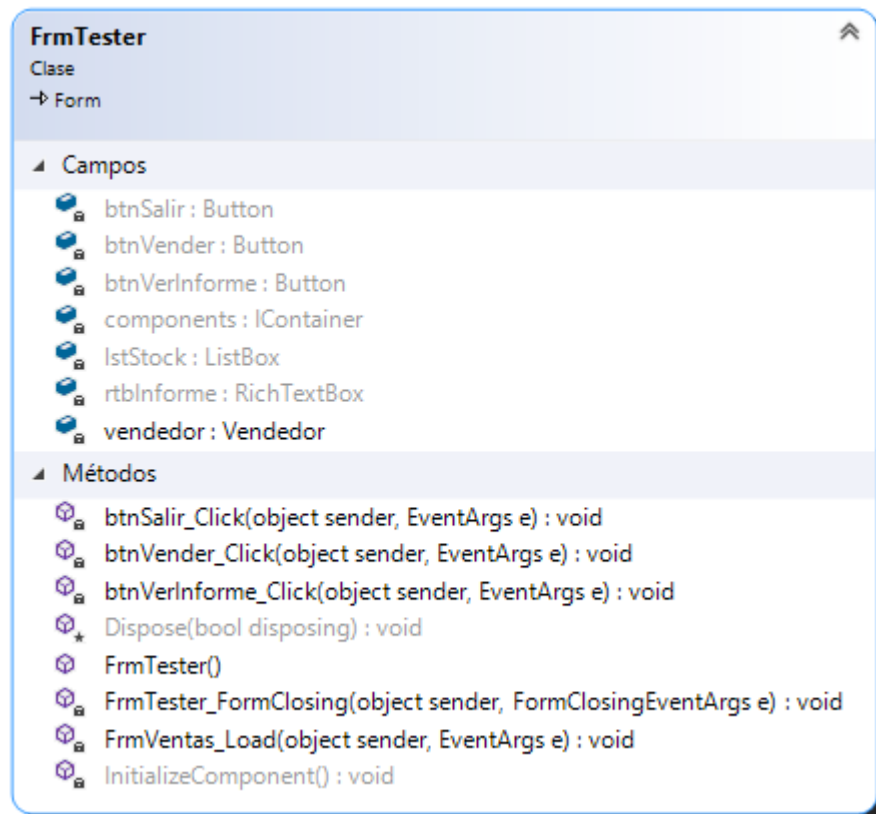 FrmTester
Clase
Form
Campos
btnSalir : Button
btnVender : Button
btnVerInforme : Button
components : IContainer
lstStock : ListBox
rtbInforme : RichTextBox
vendedor : Vendedor
Métodos
btnSalir_Click(object sender, EventArgs e) : void
btnVender_Click(object sender, EventArgs e) : void
btnVerInforme_Click(object sender, EventArgs e) : void
Dispose(bool disposing) : void
FrmTester()
FrmTester_FormClosing(object sender, FormClosingEventArgs e) : void
FrmVentas_Load(object sender, EventArgs e) : void
InitializeComponent() : void